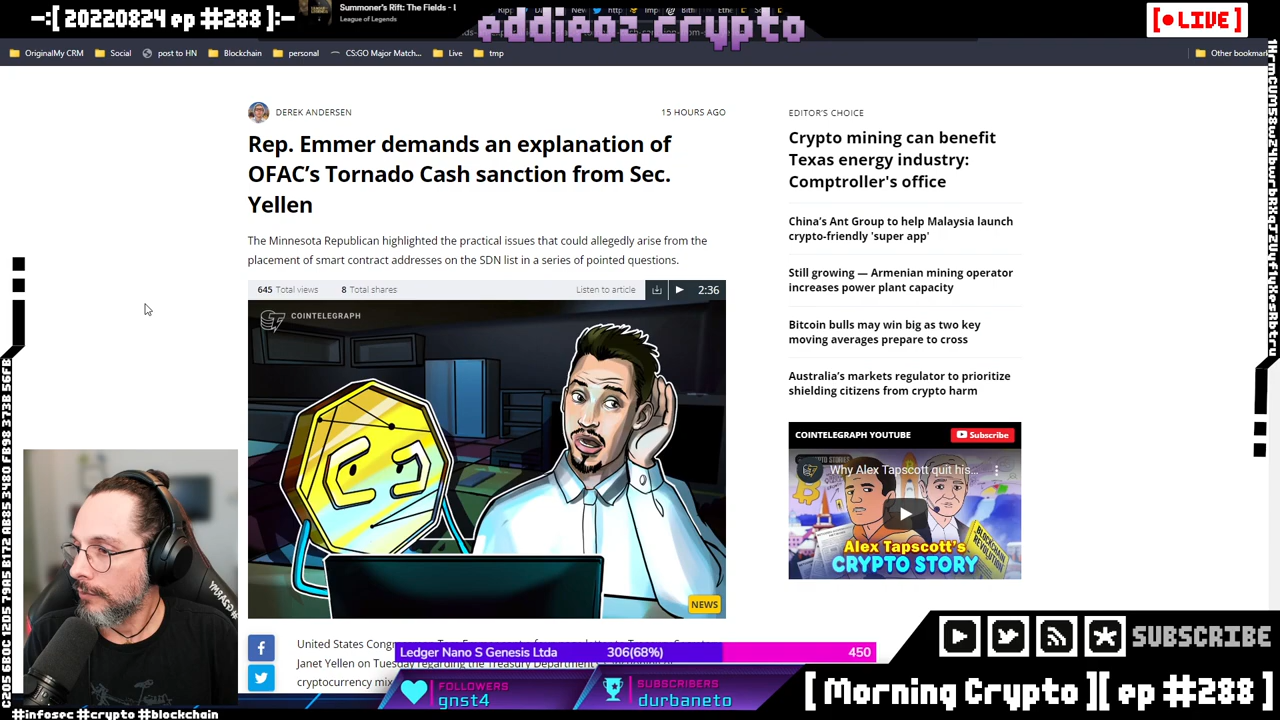 -:[ 20220824 ep #288 ]:-
Summoner's Rift: The Fields - L
League of Legends
eddieoz.crypto
[ LIVE ]
OriginalMy CRM
Social
post to HN
Blockchain
personal
CS:GO Major Match...
Live
tmp
Other bookmar
DEREK ANDERSEN
15 HOURS AGO
Rep. Emmer demands an explanation of
OFAC's Tornado Cash sanction from Sec.
Yellen
The Minnesota Republican highlighted the practical issues that could allegedly arise from the
placement of smart contract addresses on the SDN list in a series of pointed questions.
645 Total views
8 Total shares
Listen to article
2:36
COINTELEGRAPH
NEWS
EDITOR'S CHOICE
Crypto mining can benefit
Texas energy industry:
Comptroller's office
China's Ant Group to help Malaysia launch
crypto-friendly 'super app'
Still growing — Armenian mining operator
increases power plant capacity
Bitcoin bulls may win big as two key
moving averages prepare to cross
Australia's markets regulator to prioritize
shielding citizens from crypto harm
COINTELEGRAPH YOUTUBE
Subscribe
CRYPTO STORIES
Why Alex Tapscott quit his...
BLOCKCHAIN
REVOLUTION
Alex Tapscott's
CRYPTO STORY
United States
Janet Yellen on Tuesday regarding the Treasury Department's
cryptocurrency
Ledger Nano S Genesis Ltda
306(68%)
450
FOLLOWERS
gnst4
SUBSCRIBERS
durbaneto
SUBSCRIBE
[ Morning Crypto ][ ep #288 ]
#infosec #crypto #blockchain